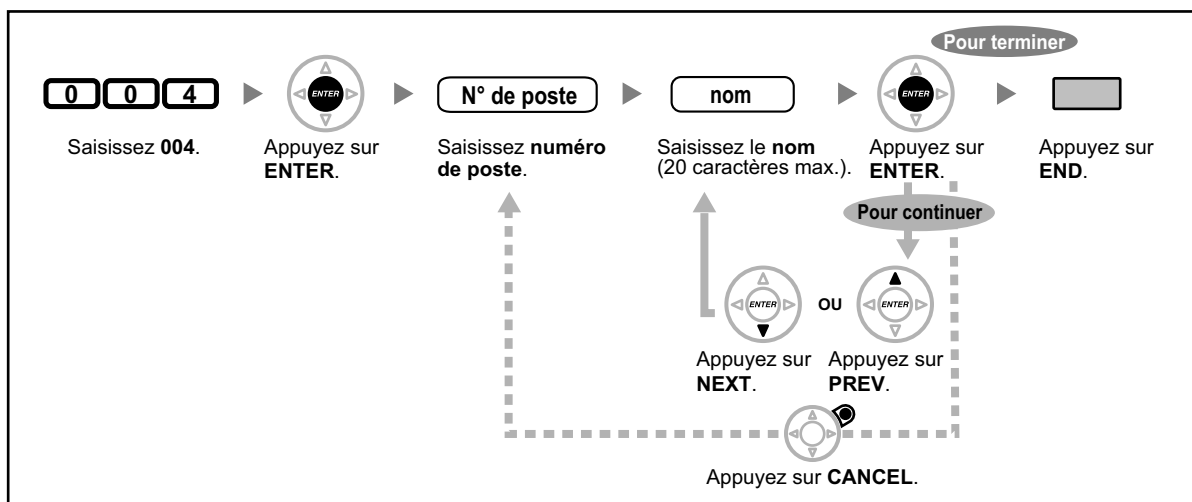 Pour terminer
0 0 4
ENTER
N° de poste
nom
ENTER
Saisissez 004.
Appuyez sur
ENTER.
Saisissez numéro
de poste.
Saisissez le nom
(20 caractères max.).
Appuyez sur
ENTER.
Appuyez sur
END.
Pour continuer
ENTER
OU
ENTER
Appuyez sur
NEXT.
Appuyez sur
PREV.
Appuyez sur CANCEL.